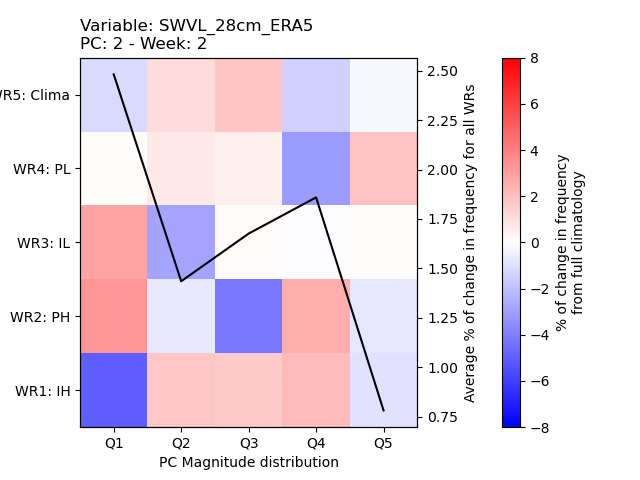 Variable: SWVL_28cm_ERA5
PC: 2 - Week: 2
WR5: Clima
WR4: PL
WR3: IL
WR2: PH
WR1: IH
Q1 Q2 Q3 Q4 Q5
PC Magnitude distribution
2.50
2.25
2.00
1.75
1.50
1.25
1.00
0.75
Average % of change in frequency for all WRs
8
6
4
2
0
−2
−4
−6
−8
% of change in frequency
from full climatology